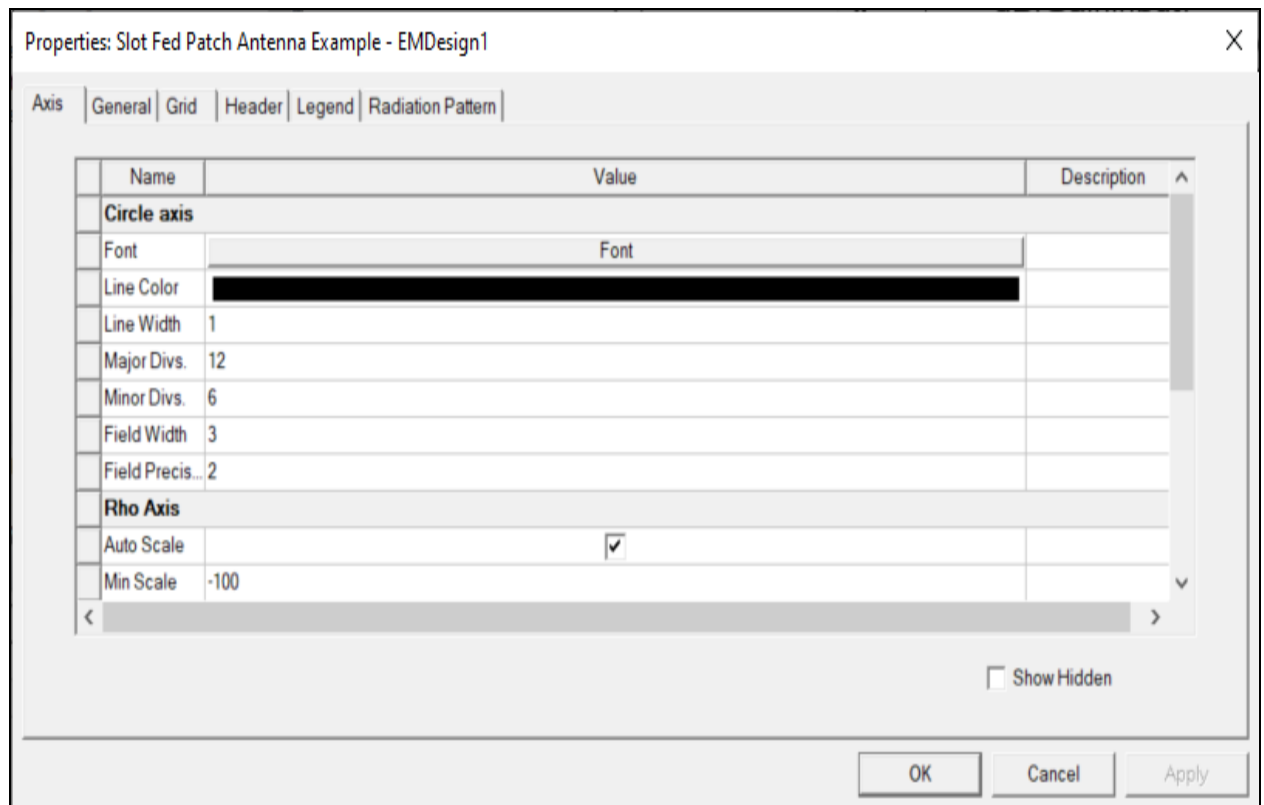 Properties: Slot Fed Patch Antenna Example - EMDesign1
Axis General Grid Header Legend Radiation Pattern
Name Value Description
Circle axis
Font Font
Line Color
Line Width 1
Major Divs. 12
Minor Divs. 6
Field Width 3
Field Precis... 2
Rho Axis
Auto Scale
Min Scale -100
Show Hidden
OK Cancel Apply